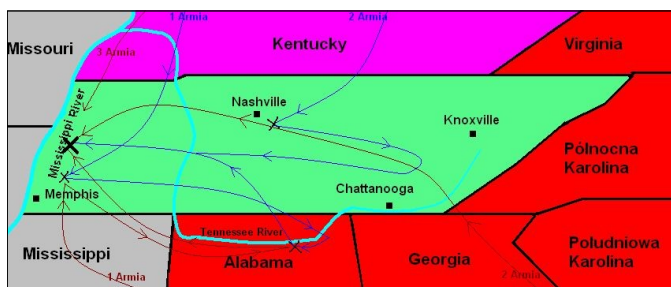 1 Armia
2 Armia
Missouri
3 Armia
Kentucky
Virginia
Mississippi River
Nashville
Knoxville
Północna
Karolina
Memphis
Chattanooga
Tennessee River
Mississippi
Alabama
Georgia
Południowa
Karolina
1 Armia
2 Armia